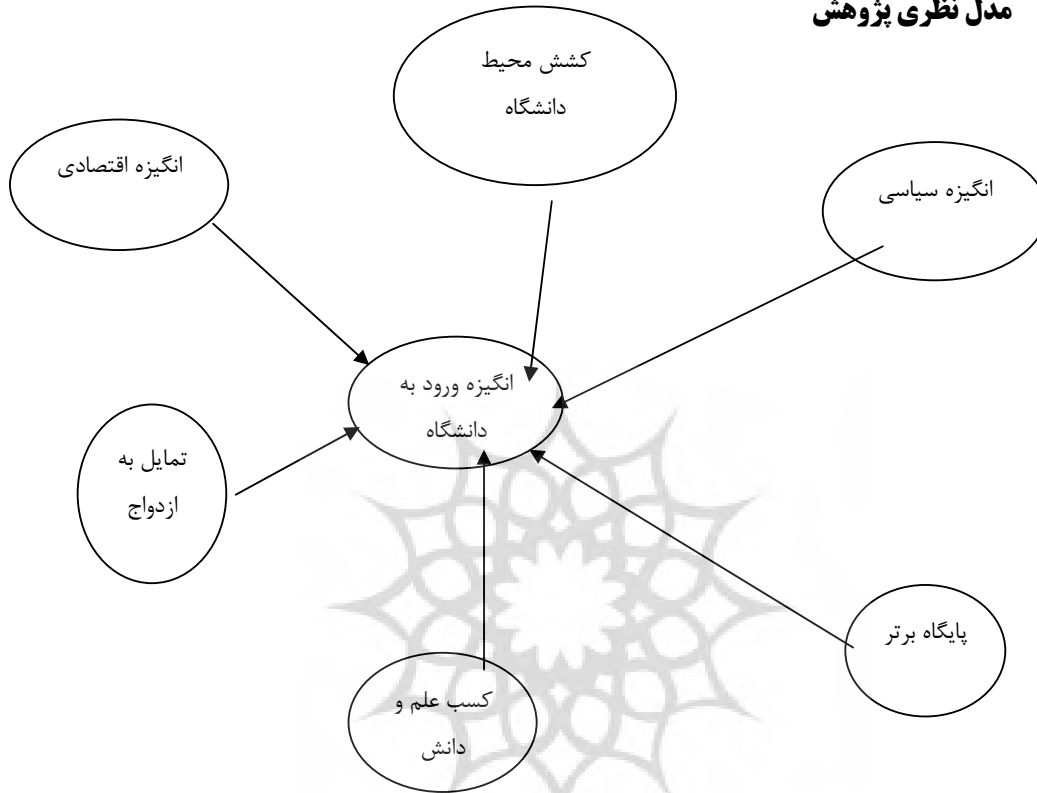 مدل نظری پژوهش
کشش محیط
دانشگاه
انگیزه سیاسی
انگیزه اقتصادی
انگیزه ورود به
دانشگاه
تمایل به
ازدواج
پایگاه برتر
کسب علم و
دانش